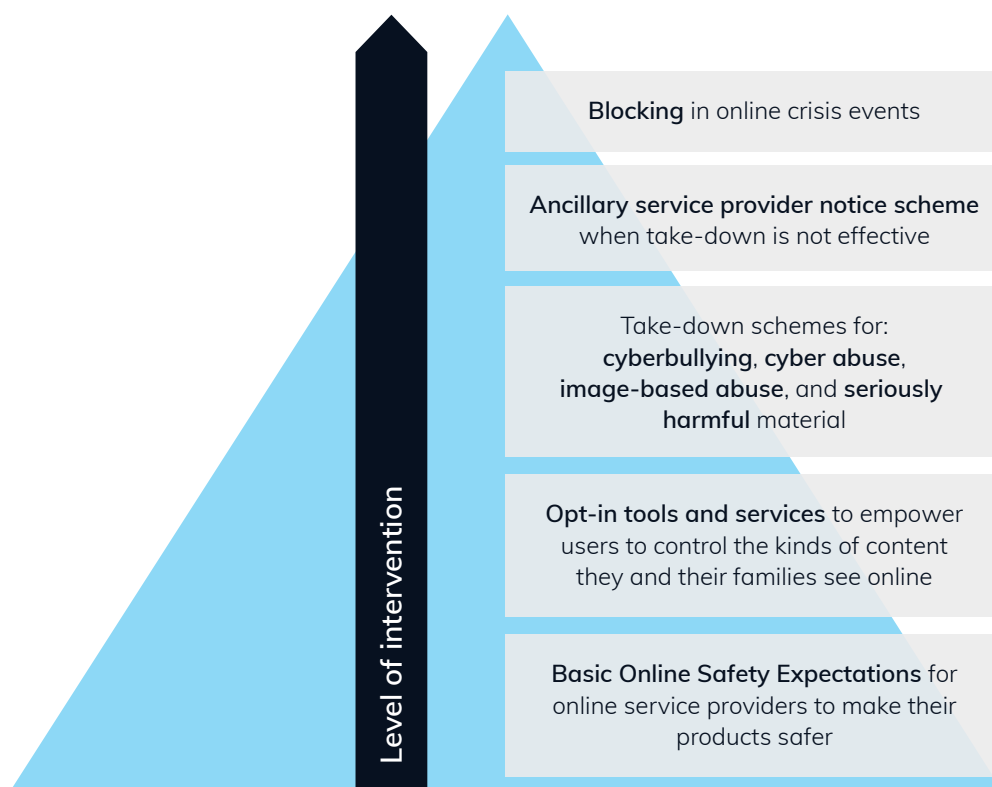 Blocking in online crisis events
Ancillary service provider notice scheme
when take-down is not effective
Take-down schemes for:
cyberbullying, cyber abuse,
image-based abuse, and seriously
harmful material
Opt-in tools and services to empower
users to control the kinds of content
they and their families see online
Basic Online Safety Expectations for
online service providers to make their
products safer
Level of intervention